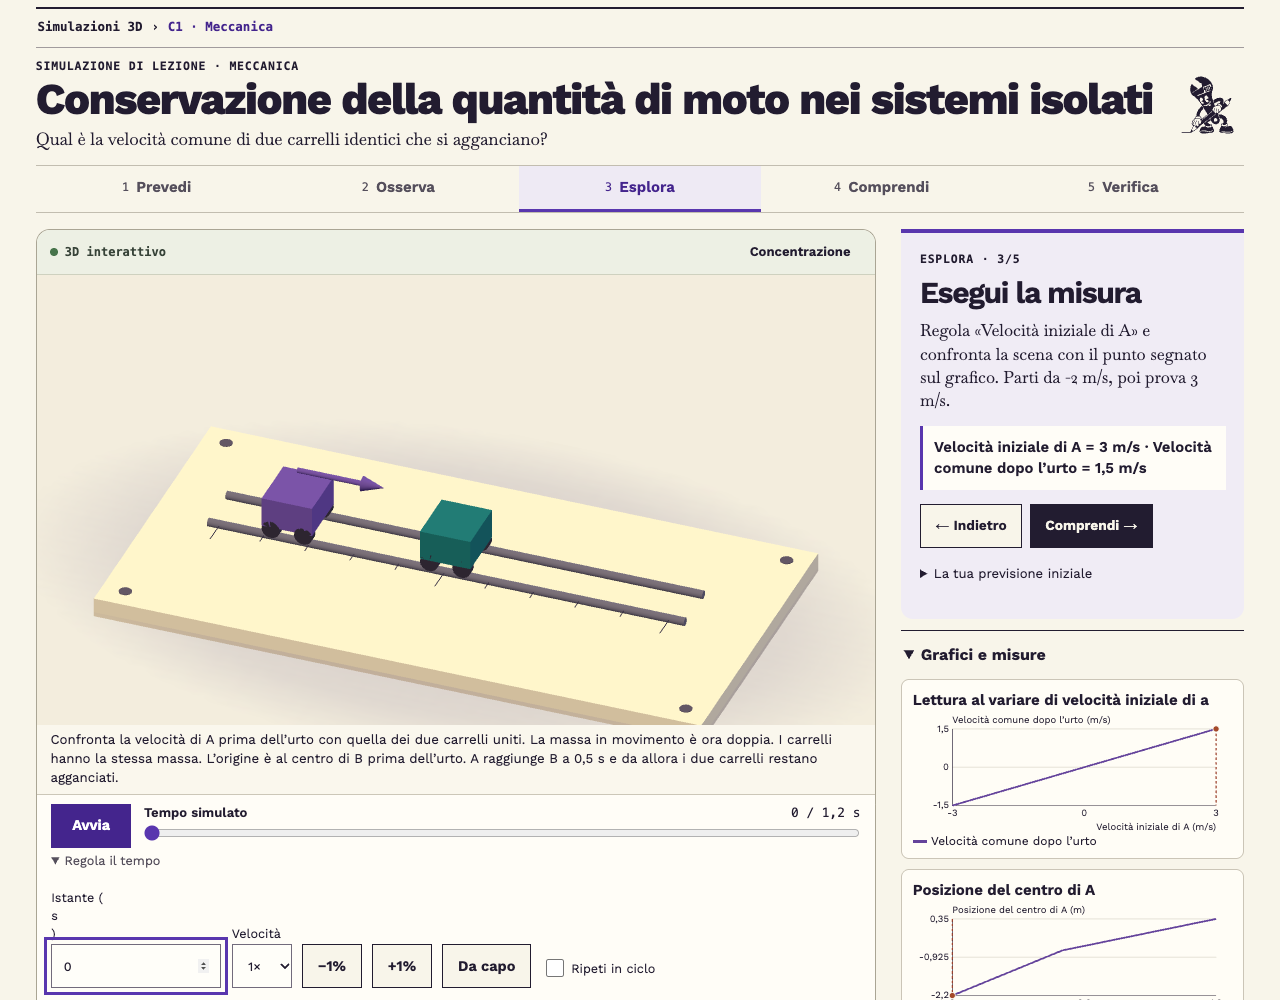 Simulazioni 3D › C1 · Meccanica
SIMULAZIONE DI LEZIONE · MECCANICA
Conservazione della quantità di moto nei sistemi isolati
Qual è la velocità comune di due carrelli identici che si agganciano?
1 Prevedi
2 Osserva
3 Esplora
4 Comprendi
5 Verifica
3D interattivo
Concentrazione
Confronta la velocità di A prima dell’urto con quella dei due carrelli uniti. La massa in movimento è ora doppia. I carrelli
hanno la stessa massa. L’origine è al centro di B prima dell’urto. A raggiunge B a 0,5 s e da allora i due carrelli restano
agganciati.
Avvia
Tempo simulato
0 / 1,2 s
▼ Regola il tempo
Istante (
s
)
0
Velocità
1×
−1%
+1%
Da capo
Ripeti in ciclo
ESPLORA · 3/5
Esegui la misura
Regola «Velocità iniziale di A» e
confronta la scena con il punto segnato
sul grafico. Parti da -2 m/s, poi prova 3
m/s.
Velocità iniziale di A = 3 m/s · Velocità
comune dopo l’urto = 1,5 m/s
← Indietro
Comprendi →
▶ La tua previsione iniziale
▼ Grafici e misure
Lettura al variare di velocità iniziale di a
Velocità comune dopo l’urto (m/s)
1,5
0
-1,5
-3
0
3
Velocità iniziale di A (m/s)
Velocità comune dopo l’urto
Posizione del centro di A
Posizione del centro di A (m)
0,35
-0,925
-2,2